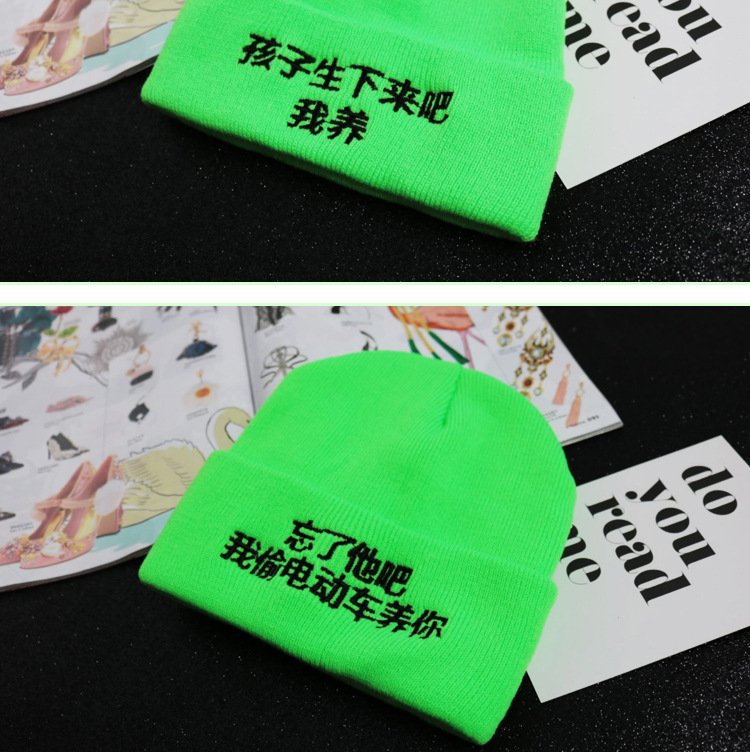 孩子生下来吧
我养
do
you
read
me
忘了他吧
我偷电动车养你
do
you
read
me